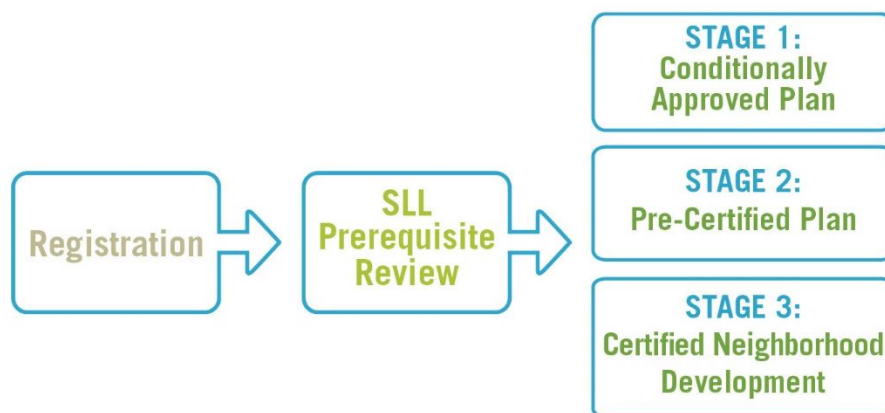 Registration
SLL
Prerequisite
Review
STAGE 1:
Conditionally
Approved Plan
STAGE 2:
Pre-Certified Plan
STAGE 3:
Certified Neighborhood
Development